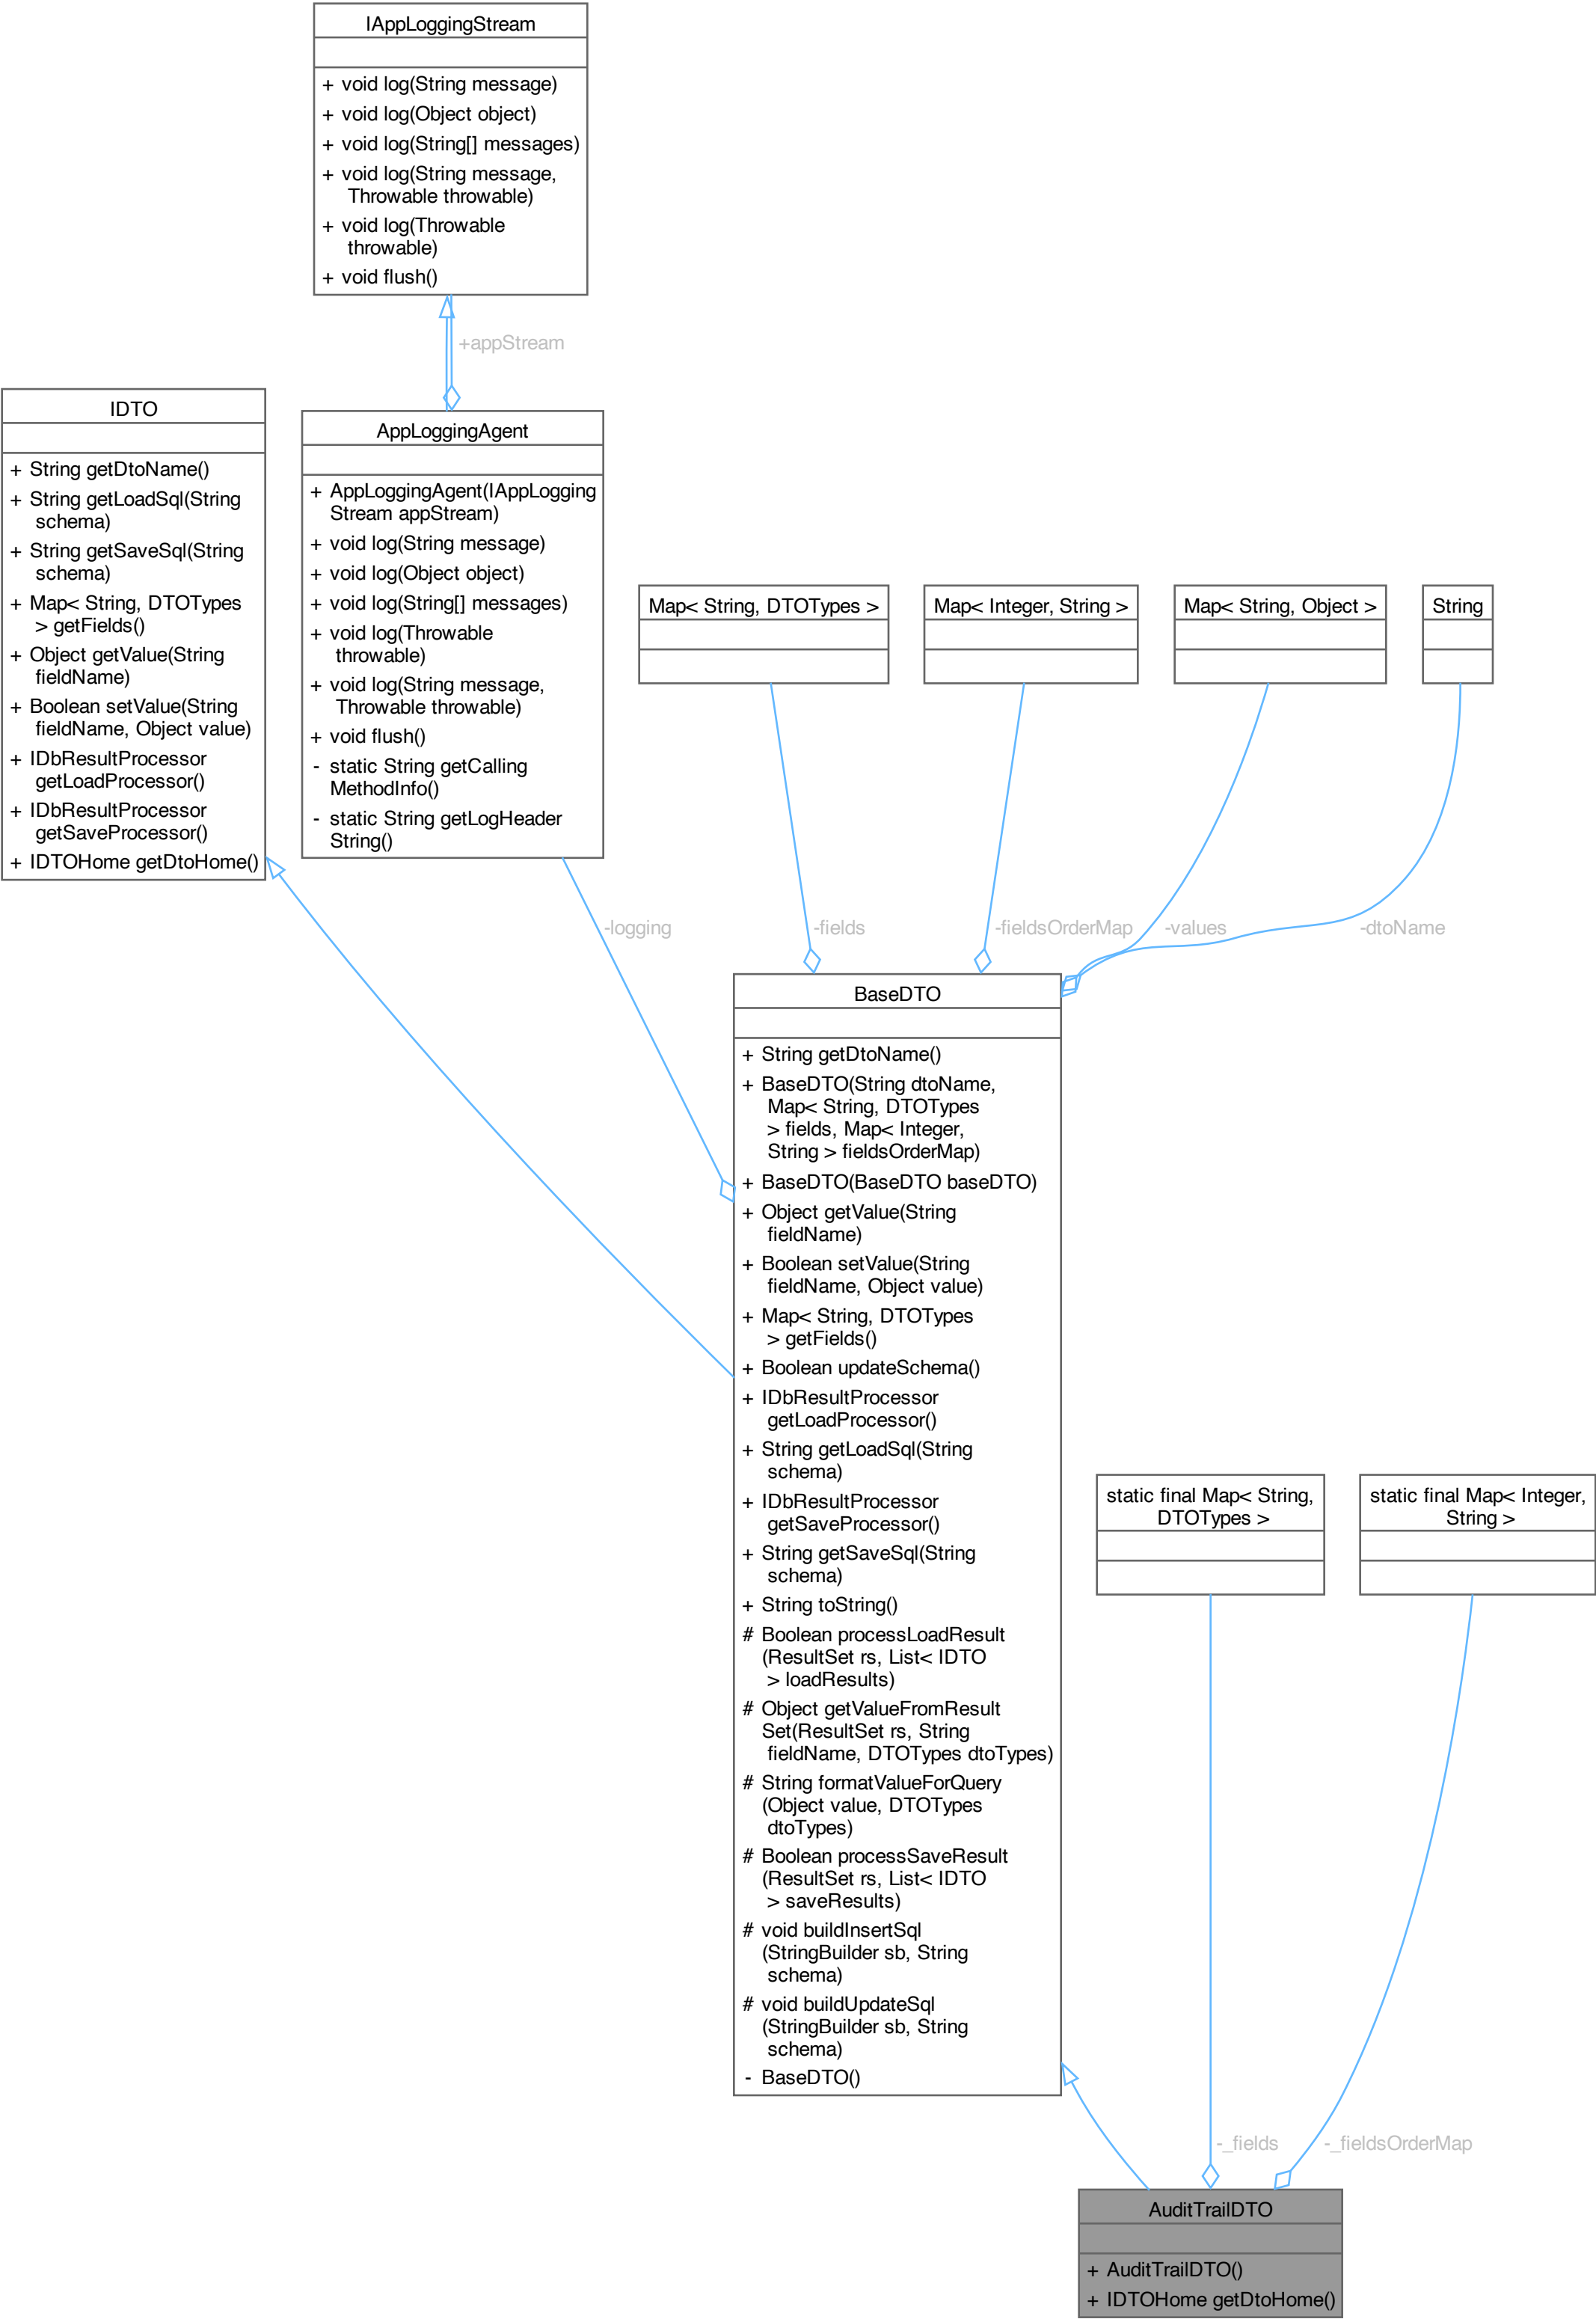 IAppLoggingStream
+ void log(String message)
+ void log(Object object)
+ void log(String[] messages)
+ void log(String message,
Throwable throwable)
+ void log(Throwable
throwable)
+ void flush()
+appStream
IDTO
+ String getDtoName()
+ String getLoadSql(String
schema)
+ String getSaveSql(String
schema)
+ Map< String, DTOTypes
> getFields()
+ Object getValue(String
fieldName)
+ Boolean setValue(String
fieldName, Object value)
+ IDbResultProcessor
getLoadProcessor()
+ IDbResultProcessor
getSaveProcessor()
+ IDTOHome getDtoHome()
AppLoggingAgent
+ AppLoggingAgent(IAppLogging
Stream appStream)
+ void log(String message)
+ void log(Object object)
+ void log(String[] messages)
+ void log(Throwable
throwable)
+ void log(String message,
Throwable throwable)
+ void flush()
- static String getCalling
MethodInfo()
- static String getLogHeader
String()
Map< String, DTOTypes >
Map< Integer, String >
Map< String, Object >
String
-logging
-fields
-fieldsOrderMap
-values
-dtoName
BaseDTO
+ String getDtoName()
+ BaseDTO(String dtoName,
Map< String, DTOTypes
> fields, Map< Integer,
String > fieldsOrderMap)
+ BaseDTO(BaseDTO baseDTO)
+ Object getValue(String
fieldName)
+ Boolean setValue(String
fieldName, Object value)
+ Map< String, DTOTypes
> getFields()
+ Boolean updateSchema()
+ IDbResultProcessor
getLoadProcessor()
+ String getLoadSql(String
schema)
+ IDbResultProcessor
getSaveProcessor()
+ String getSaveSql(String
schema)
+ String toString()
# Boolean processLoadResult
(ResultSet rs, List< IDTO
> loadResults)
# Object getValueFromResult
Set(ResultSet rs, String
fieldName, DTOTypes dtoTypes)
# String formatValueForQuery
(Object value, DTOTypes
dtoTypes)
# Boolean processSaveResult
(ResultSet rs, List< IDTO
> saveResults)
# void buildInsertSql
(StringBuilder sb, String
schema)
# void buildUpdateSql
(StringBuilder sb, String
schema)
- BaseDTO()
static final Map< String,
DTOTypes >
static final Map< Integer,
String >
-_fields
-_fieldsOrderMap
AuditTrailDTO
+ AuditTrailDTO()
+ IDTOHome getDtoHome()